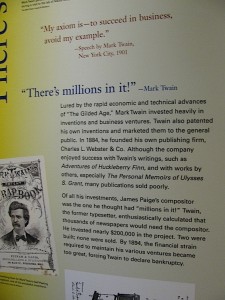 There's
"My axiom is—to succeed in business,
avoid my example."
—Speech by Mark Twain,
New York City, 1901
"There's millions in it!" —Mark Twain
Lured by the rapid economic and technical advances
of "The Gilded Age," Mark Twain invested heavily in
inventions and business ventures. Twain also patented
his own inventions and marketed them to the general
public. In 1884, he founded his own publishing firm,
Charles L. Webster & Co. Although the company
enjoyed success with Twain's writings, such as
Adventures of Huckleberry Finn, and with works by
others, especially The Personal Memoirs of Ulysses
S. Grant, many publications sold poorly.
Of all his investments, James Paige's compositor
was the one he thought had "millions in it!" Twain,
the former typesetter, enthusiastically calculated that
thousands of newspapers would need the compositor.
He invested nearly $200,000 in the project. Two were
built; none were sold. By 1894, the financial strain
required to maintain his various ventures became
too great, forcing Twain to declare bankruptcy.
SCRAP BOOK